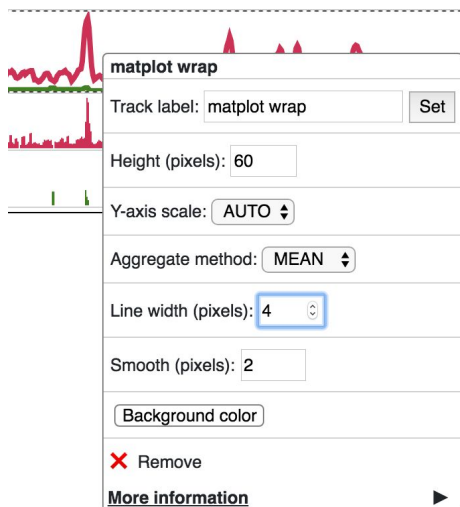 matplot wrap
Track label: matplot wrap Set
Height (pixels): 60
Y-axis scale: AUTO
Aggregate method: MEAN
Line width (pixels): 4
Smooth (pixels): 2
Background color
Remove
More information